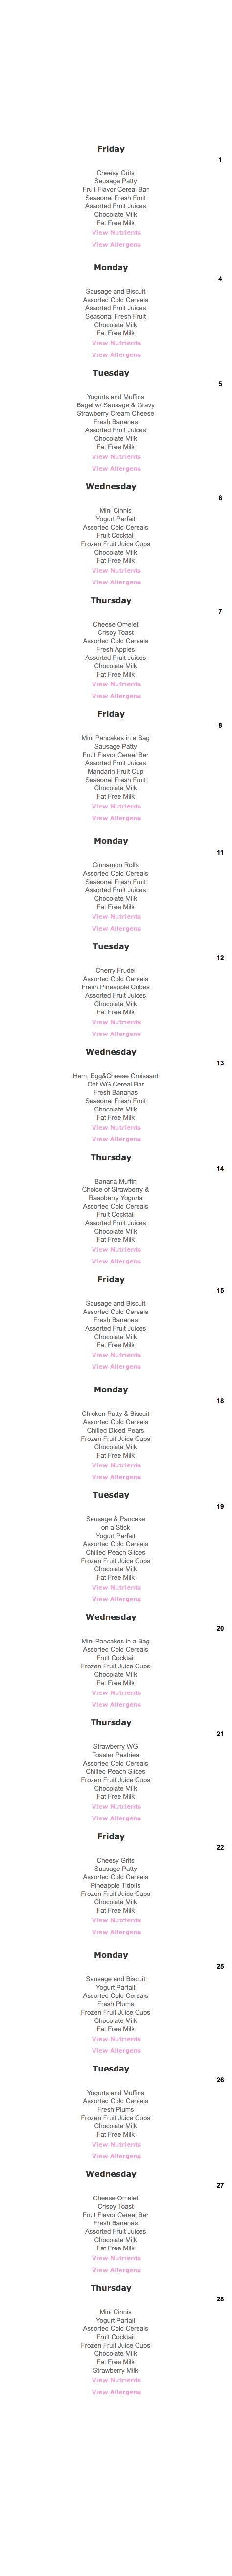 Friday
1
Cheesy Grits
Sausage Patty
Fruit Flavor Cereal Bar
Seasonal Fresh Fruit
Assorted Fruit Juices
Chocolate Milk
Fat Free Milk
View Nutrients
View Allergens
Monday
4
Sausage and Biscuit
Assorted Cold Cereals
Assorted Fruit Juices
Seasonal Fresh Fruit
Chocolate Milk
Fat Free Milk
View Nutrients
View Allergens
Tuesday
5
Yogurts and Muffins
Bagel w/ Sausage & Gravy
Strawberry Cream Cheese
Fresh Bananas
Assorted Fruit Juices
Chocolate Milk
Fat Free Milk
View Nutrients
View Allergens
Wednesday
6
Mini Cinnis
Yogurt Parfait
Assorted Cold Cereals
Fruit Cocktail
Frozen Fruit Juice Cups
Chocolate Milk
Fat Free Milk
View Nutrients
View Allergens
Thursday
7
Cheese Omelet
Crispy Toast
Assorted Cold Cereals
Fresh Apples
Assorted Fruit Juices
Chocolate Milk
Fat Free Milk
View Nutrients
View Allergens
Friday
8
Mini Pancakes in a Bag
Sausage Patty
Fruit Flavor Cereal Bar
Assorted Fruit Juices
Mandarin Fruit Cup
Seasonal Fresh Fruit
Chocolate Milk
Fat Free Milk
View Nutrients
View Allergens
Monday
11
Cinnamon Rolls
Assorted Cold Cereals
Seasonal Fresh Fruit
Assorted Fruit Juices
Chocolate Milk
Fat Free Milk
View Nutrients
View Allergens
Tuesday
12
Cherry Frudel
Assorted Cold Cereals
Fresh Pineapple Cubes
Assorted Fruit Juices
Chocolate Milk
Fat Free Milk
View Nutrients
View Allergens
Wednesday
13
Ham, Egg&Cheese Croissant
Oat WG Cereal Bar
Fresh Bananas
Seasonal Fresh Fruit
Chocolate Milk
Fat Free Milk
View Nutrients
View Allergens
Thursday
14
Banana Muffin
Choice of Strawberry &
Raspberry Yogurts
Assorted Cold Cereals
Fruit Cocktail
Assorted Fruit Juices
Chocolate Milk
Fat Free Milk
View Nutrients
View Allergens
Friday
15
Sausage and Biscuit
Assorted Cold Cereals
Fresh Bananas
Assorted Fruit Juices
Chocolate Milk
Fat Free Milk
View Nutrients
View Allergens
Monday
18
Chicken Patty & Biscuit
Assorted Cold Cereals
Chilled Diced Pears
Frozen Fruit Juice Cups
Chocolate Milk
Fat Free Milk
View Nutrients
View Allergens
Tuesday
19
Sausage & Pancake
on a Stick
Yogurt Parfait
Assorted Cold Cereals
Chilled Peach Slices
Frozen Fruit Juice Cups
Chocolate Milk
Fat Free Milk
View Nutrients
View Allergens
Wednesday
20
Mini Pancakes in a Bag
Assorted Cold Cereals
Fruit Cocktail
Frozen Fruit Juice Cups
Chocolate Milk
Fat Free Milk
View Nutrients
View Allergens
Thursday
21
Strawberry WG
Toaster Pastries
Assorted Cold Cereals
Chilled Peach Slices
Frozen Fruit Juice Cups
Chocolate Milk
Fat Free Milk
View Nutrients
View Allergens
Friday
22
Cheesy Grits
Sausage Patty
Assorted Cold Cereals
Pineapple Tidbits
Frozen Fruit Juice Cups
Chocolate Milk
Fat Free Milk
View Nutrients
View Allergens
Monday
25
Sausage and Biscuit
Yogurt Parfait
Assorted Cold Cereals
Fresh Plums
Frozen Fruit Juice Cups
Chocolate Milk
Fat Free Milk
View Nutrients
View Allergens
Tuesday
26
Yogurts and Muffins
Assorted Cold Cereals
Fresh Plums
Frozen Fruit Juice Cups
Chocolate Milk
Fat Free Milk
View Nutrients
View Allergens
Wednesday
27
Cheese Omelet
Crispy Toast
Fruit Flavor Cereal Bar
Fresh Bananas
Assorted Fruit Juices
Chocolate Milk
Fat Free Milk
View Nutrients
View Allergens
Thursday
28
Mini Cinnis
Yogurt Parfait
Assorted Cold Cereals
Fruit Cocktail
Frozen Fruit Juice Cups
Chocolate Milk
Fat Free Milk
Strawberry Milk
View Nutrients
View Allergens